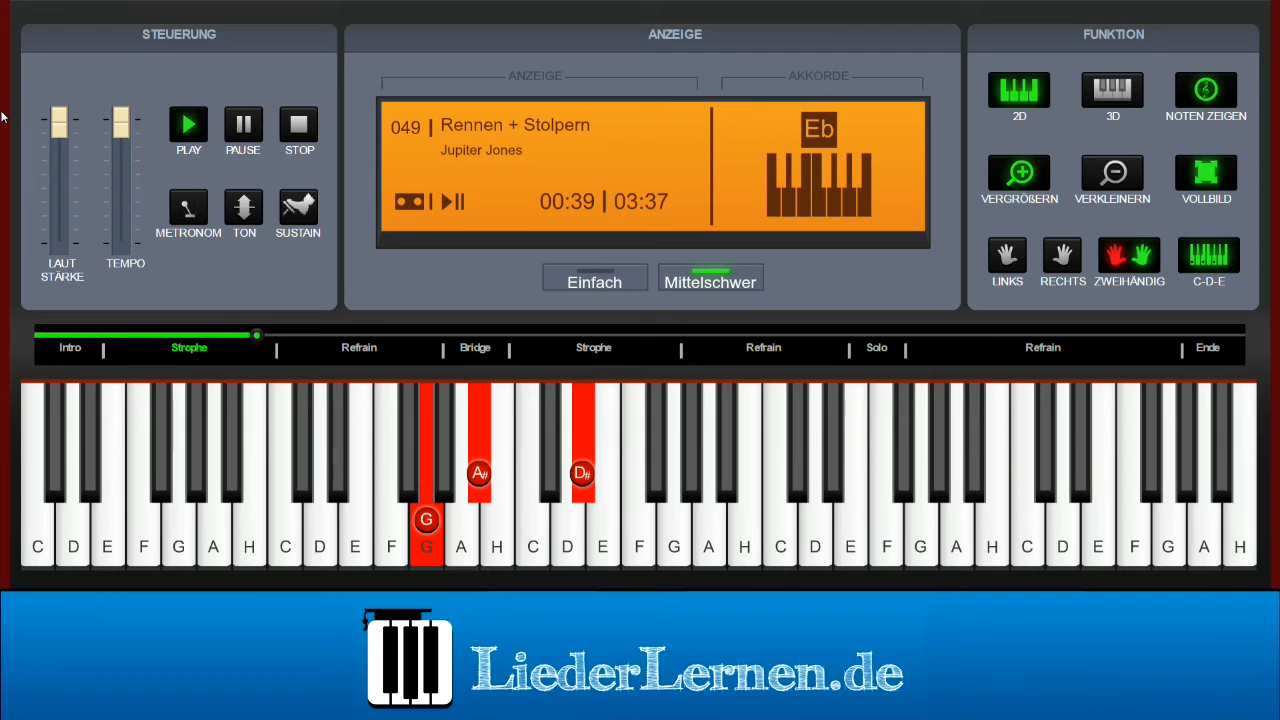 STEUERUNG
ANZEIGE
FUNKTION
PLAY
PAUSE
STOP
METRONOM
TON
SUSTAIN
LAUT
STÄRKE
TEMPO
ANZEIGE
AKKORDE
049 | Rennen + Stolpern
Jupiter Jones
00:39 | 03:37
Eb
Einfach
Mittelschwer
2D
3D
NOTEN ZEIGEN
VERGRÖßERN
VERKLEINERN
VOLLBILD
LINKS
RECHTS
ZWEIHÄNDIG
C-D-E
Intro
Strophe
Refrain
Bridge
Strophe
Refrain
Solo
Refrain
Ende
A#
D#
G
C D E F G A H C D E F G A H C D E F G A H C D E F G A H C D E F G A H
LiederLernen.de